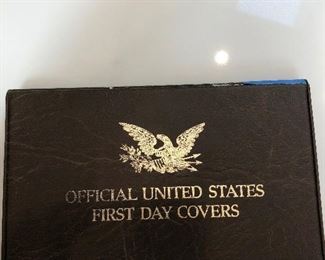 OFFICIAL UNITED STATES
FIRST DAY COVERS